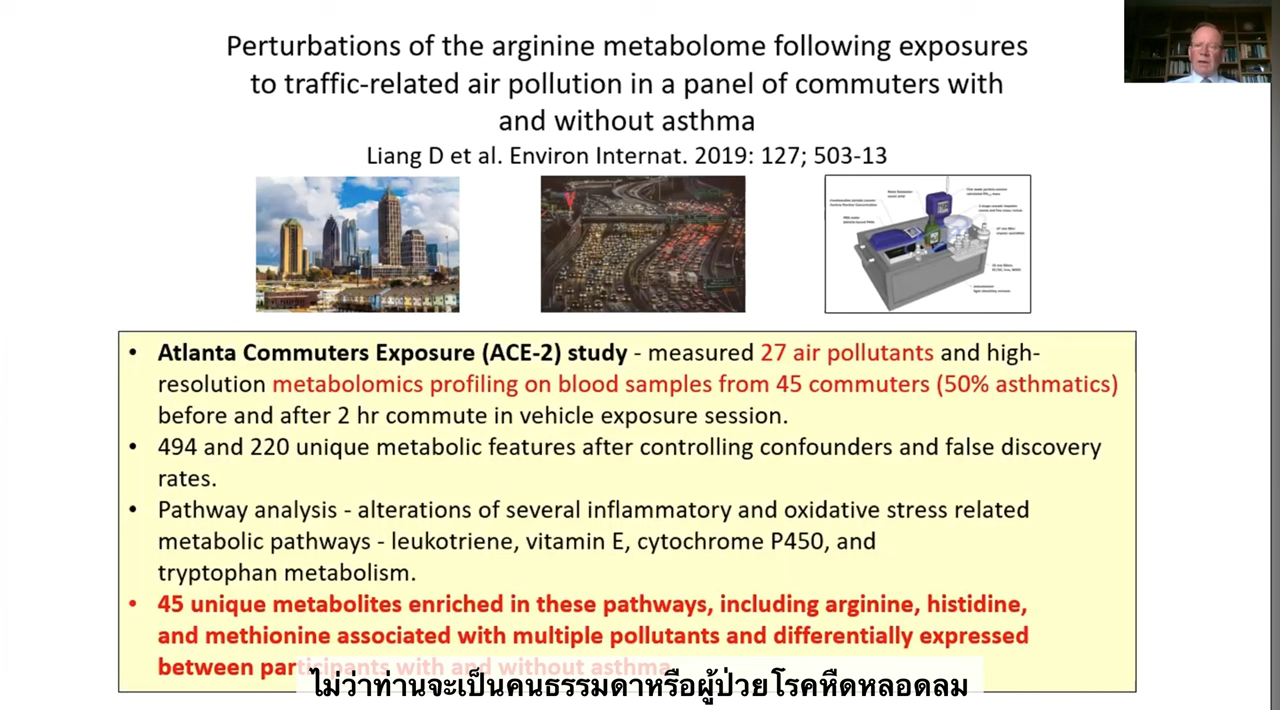 Perturbations of the arginine metabolome following exposures
to traffic-related air pollution in a panel of commuters with
and without asthma
Liang D et al. Environ Internat. 2019: 127; 503-13
• Atlanta Commuters Exposure (ACE-2) study - measured 27 air pollutants and high-
resolution metabolomics profiling on blood samples from 45 commuters (50% asthmatics)
before and after 2 hr commute in vehicle exposure session.
• 494 and 220 unique metabolic features after controlling confounders and false discovery
rates.
• Pathway analysis - alterations of several inflammatory and oxidative stress related
metabolic pathways - leukotriene, vitamin E, cytochrome P450, and
tryptophan metabolism.
• 45 unique metabolites enriched in these pathways, including arginine, histidine,
and methionine associated with multiple pollutants and differentially expressed
between participants with and without asthma.
ไม่ว่าท่านจะเป็นคนธรรมดาหรือผู้ป่วยโรคหืดหลอดลม